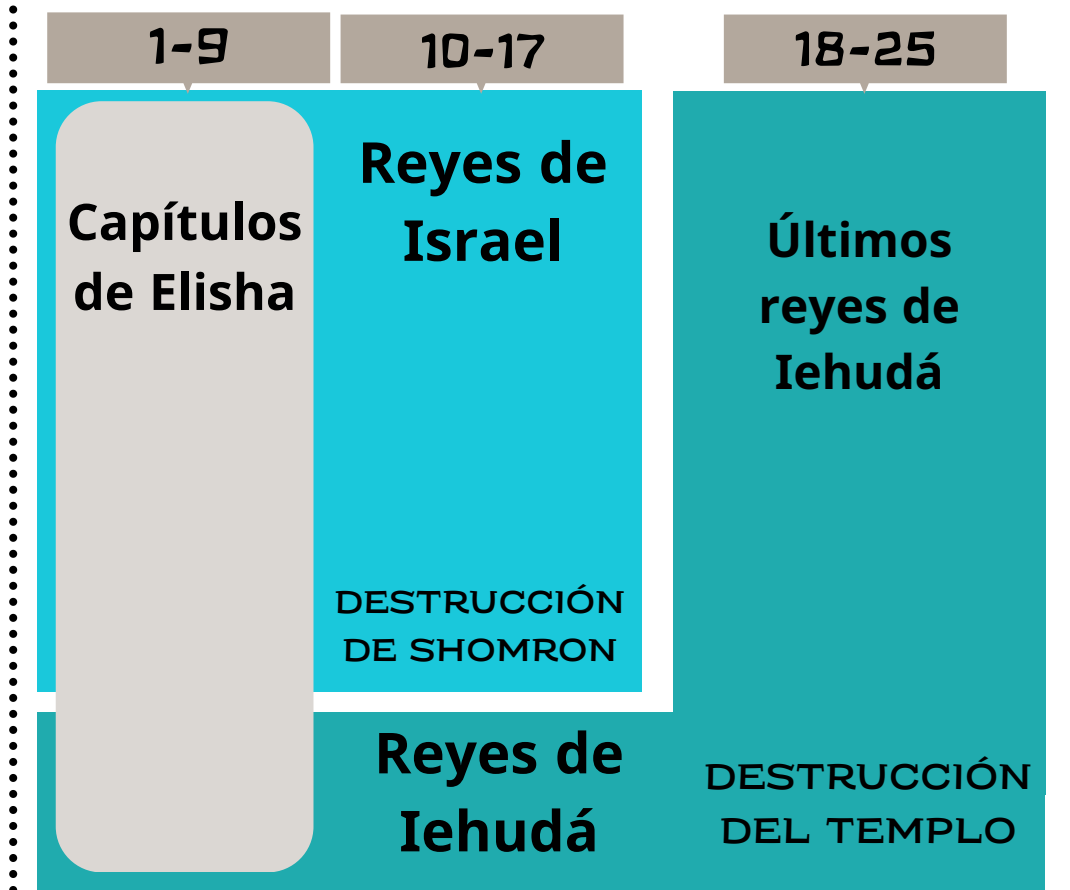 1-9
10-17
18-25
Capítulos
de Elisha
Reyes de
Israel
Últimos
reyes de
Iehudá
DESTRUCCIÓN
DE SHOMRON
Reyes de
Iehudá
DESTRUCCIÓN
DEL TEMPLO